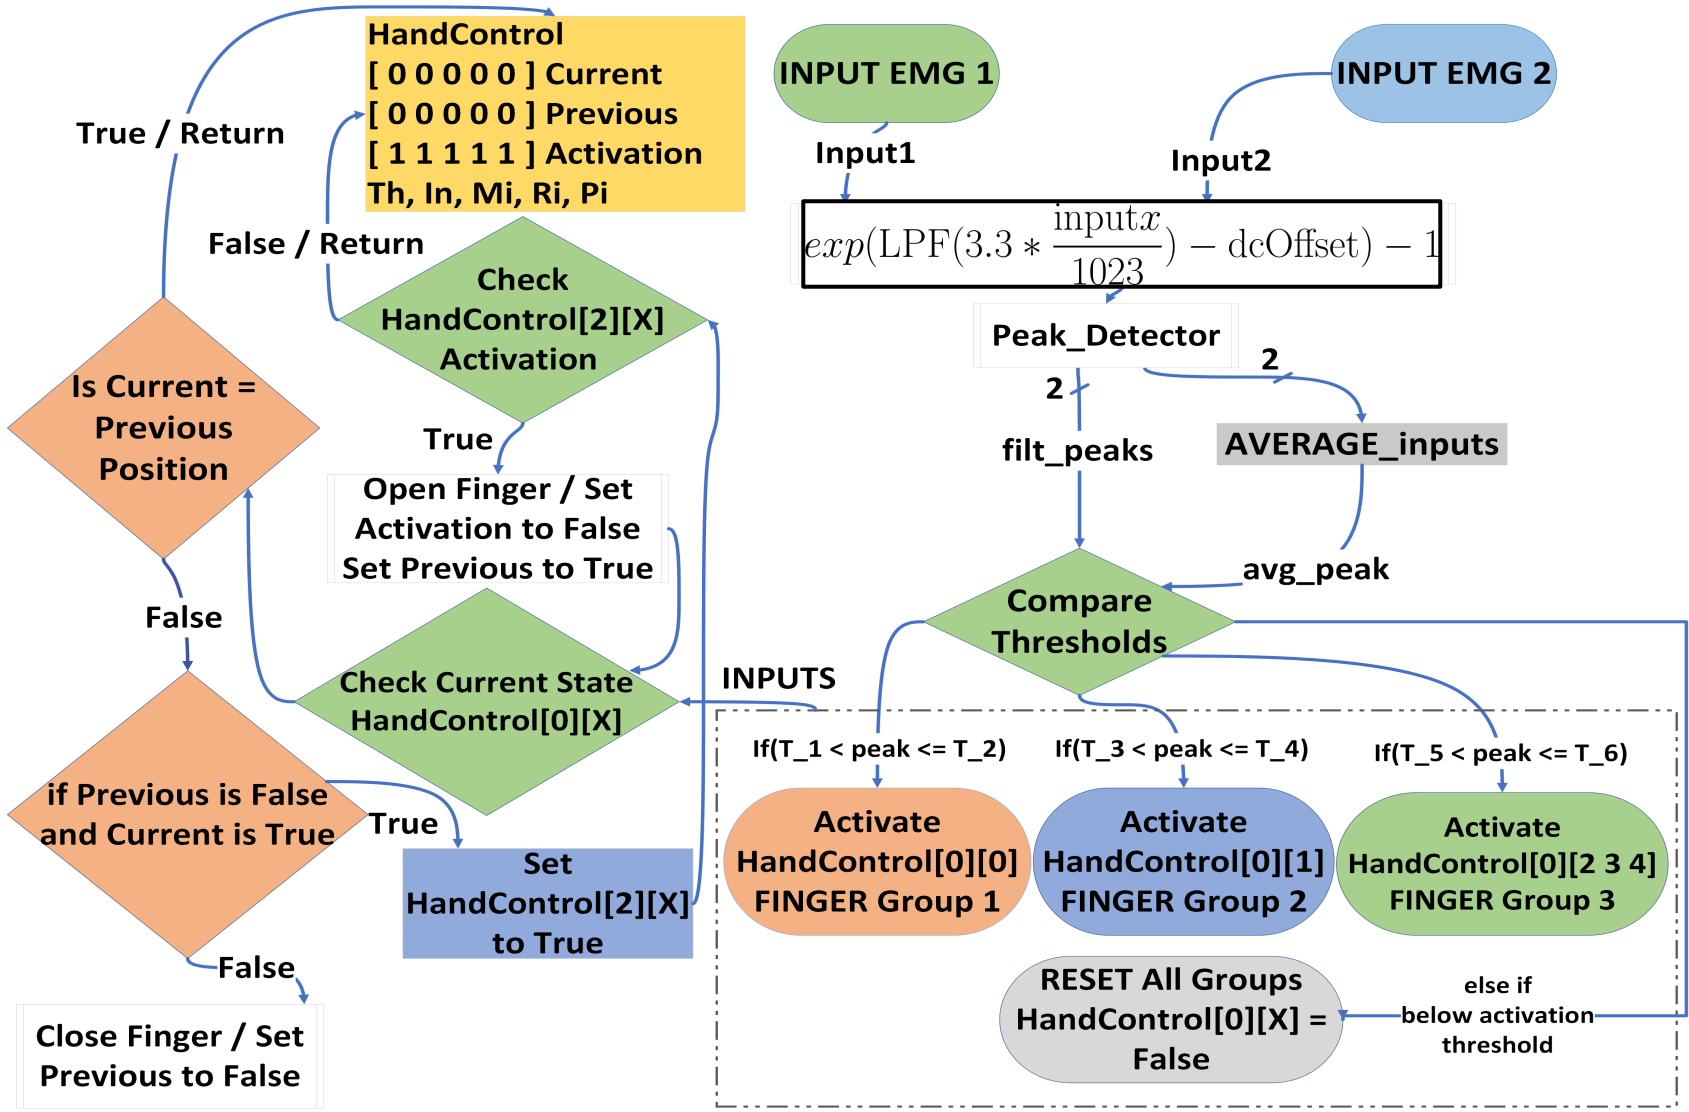 HandControl
[ 0 0 0 0 0 ] Current
[ 0 0 0 0 0 ] Previous
[ 1 1 1 1 1 ] Activation
Th, In, Mi, Ri, Pi
True / Return
False / Return
Check
HandControl[2][X]
Activation
Is Current =
Previous
Position
True
Open Finger / Set
Activation to False
Set Previous to True
False
Check Current State
HandControl[0][X]
if Previous is False
and Current is True
True
Set
HandControl[2][X]
to True
False
Close Finger / Set
Previous to False
INPUT EMG 1
INPUT EMG 2
Input1
Input2
exp(LPF(3.3 * inputx/1023) − dcOffset) − 1
Peak_Detector
2
2
filt_peaks
AVERAGE_inputs
avg_peak
Compare
Thresholds
INPUTS
If(T_1 < peak <= T_2)
If(T_3 < peak <= T_4)
If(T_5 < peak <= T_6)
Activate
HandControl[0][0]
FINGER Group 1
Activate
HandControl[0][1]
FINGER Group 2
Activate
HandControl[0][2 3 4]
FINGER Group 3
RESET All Groups
HandControl[0][X] =
False
else if
below activation
threshold